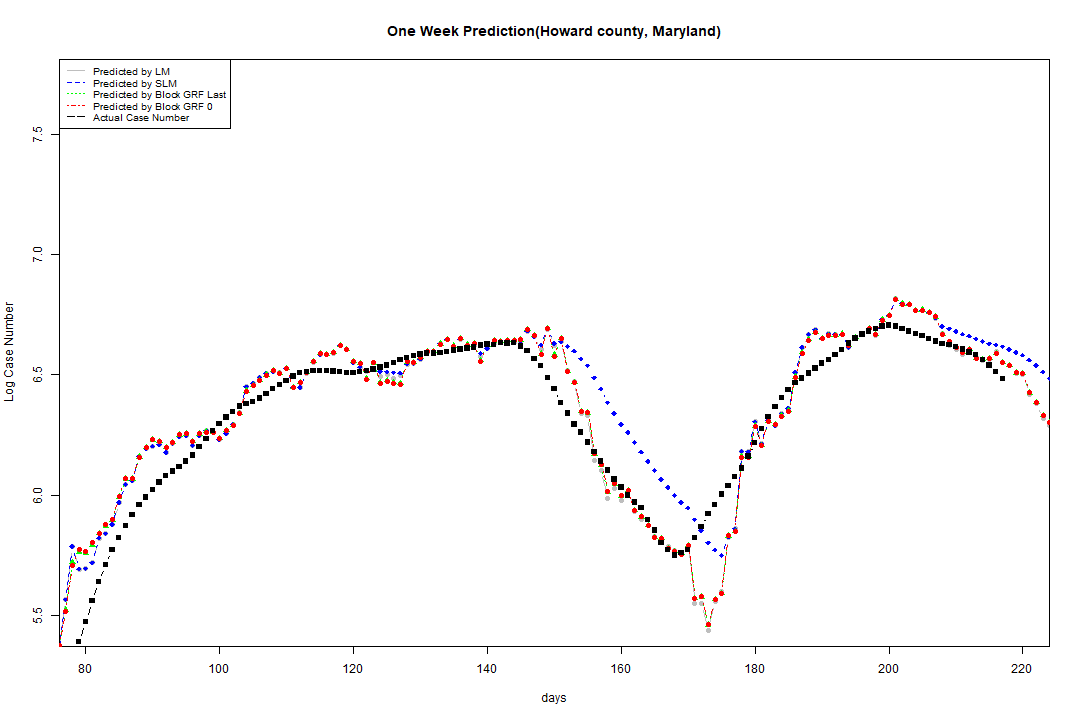 One Week Prediction(Howard county, Maryland)
Predicted by LM
Predicted by SLM
Predicted by Block GRF Last
Predicted by Block GRF 0
Actual Case Number
7.5
7.0
6.5
6.0
5.5
Log Case Number
80 100 120 140 160 180 200 220
days